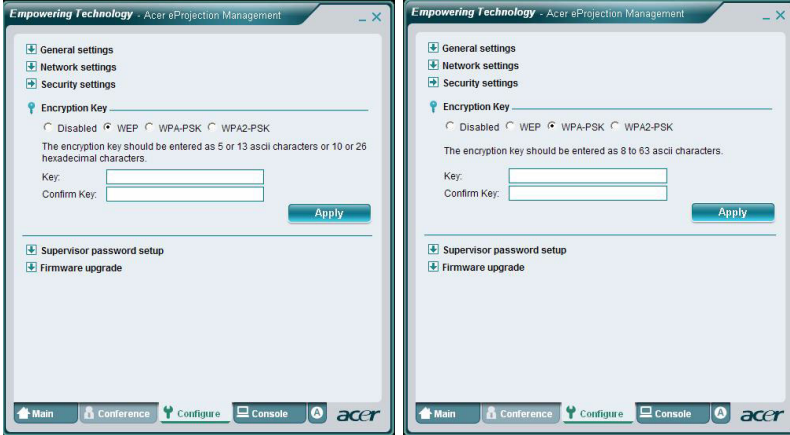 Empowering Technology - Acer eProjection Management
General settings
Network settings
Security settings
Encryption Key
Disabled WEP WPA-PSK WPA2-PSK
The encryption key should be entered as 5 or 13 ascii characters or 10 or 26
hexadecimal characters.
Key:
Confirm Key:
Apply
Supervisor password setup
Firmware upgrade
Main Conference Configure Console A acer
Empowering Technology - Acer eProjection Management
General settings
Network settings
Security settings
Encryption Key
Disabled WEP WPA-PSK WPA2-PSK
The encryption key should be entered as 8 to 63 ascii characters.
Key:
Confirm Key:
Apply
Supervisor password setup
Firmware upgrade
Main Conference Configure Console A acer